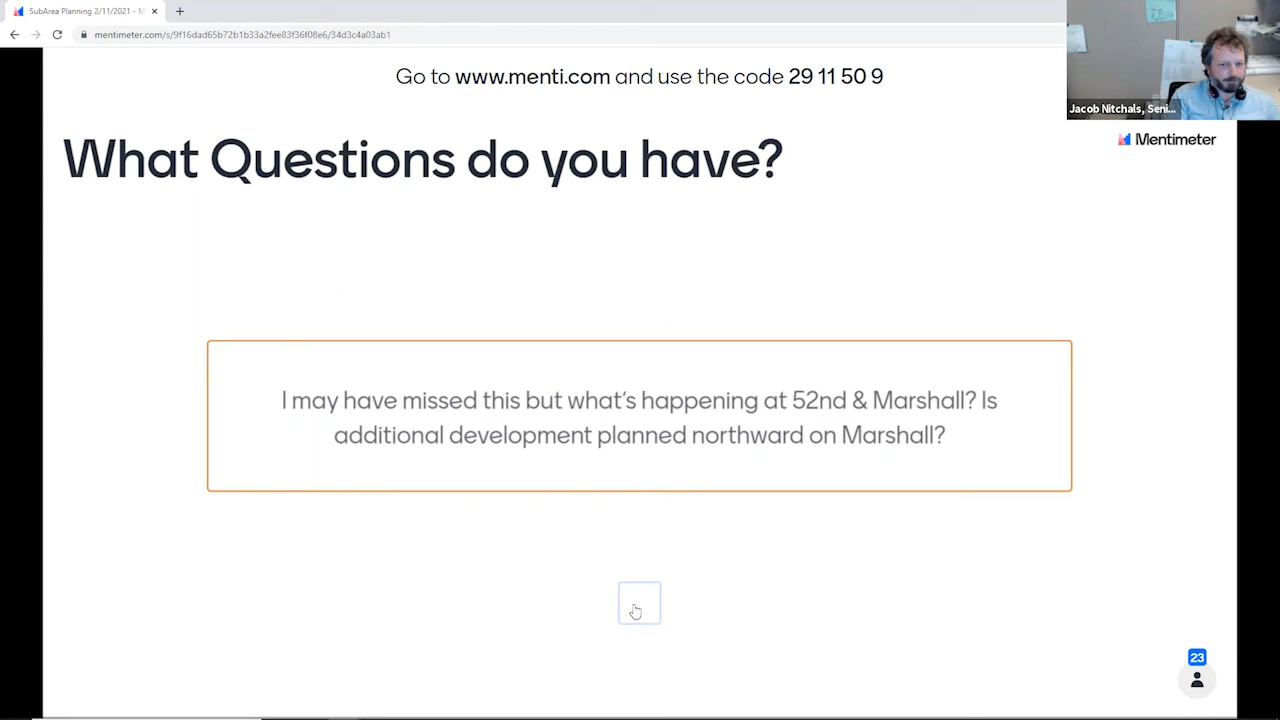 SubArea Planning 2/11/2021 - M
mentimeter.com/s/9f16dad65b72b1b33a2fee83f36f08e6/34d3c4a03ab1
Go to www.menti.com and use the code 29 11 50 9
Jacob Nitchals, Seni...
Mentimeter
What Questions do you have?
I may have missed this but what's happening at 52nd & Marshall? Is
additional development planned northward on Marshall?
23